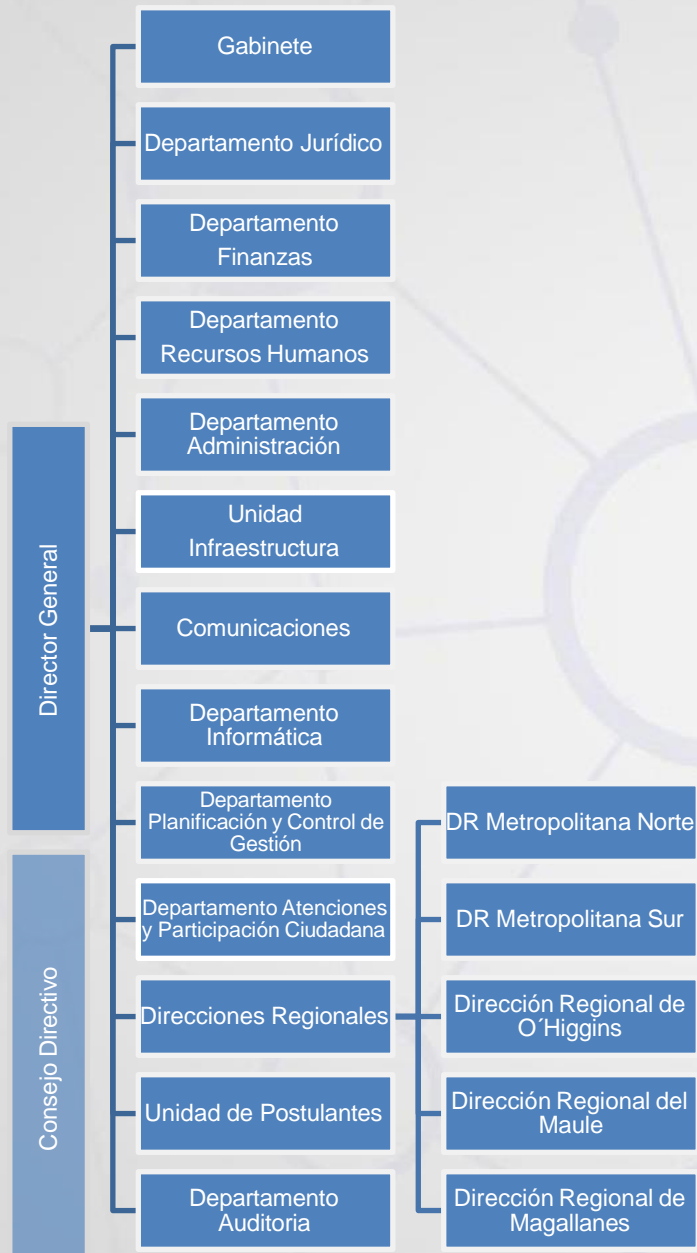 Gabinete
Departamento Jurídico
Departamento
Finanzas
Departamento
Recursos Humanos
Departamento
Administración
Unidad
Infraestructura
Comunicaciones
Departamento
Informática
Departamento
Planificación y Control de
Gestión
Departamento Atenciones
y Participación Ciudadana
Direcciones Regionales
Unidad de Postulantes
Departamento
Auditoria
Director General
Consejo Directivo
DR Metropolitana Norte
DR Metropolitana Sur
Dirección Regional de
O´Higgins
Dirección Regional del
Maule
Dirección Regional de
Magallanes